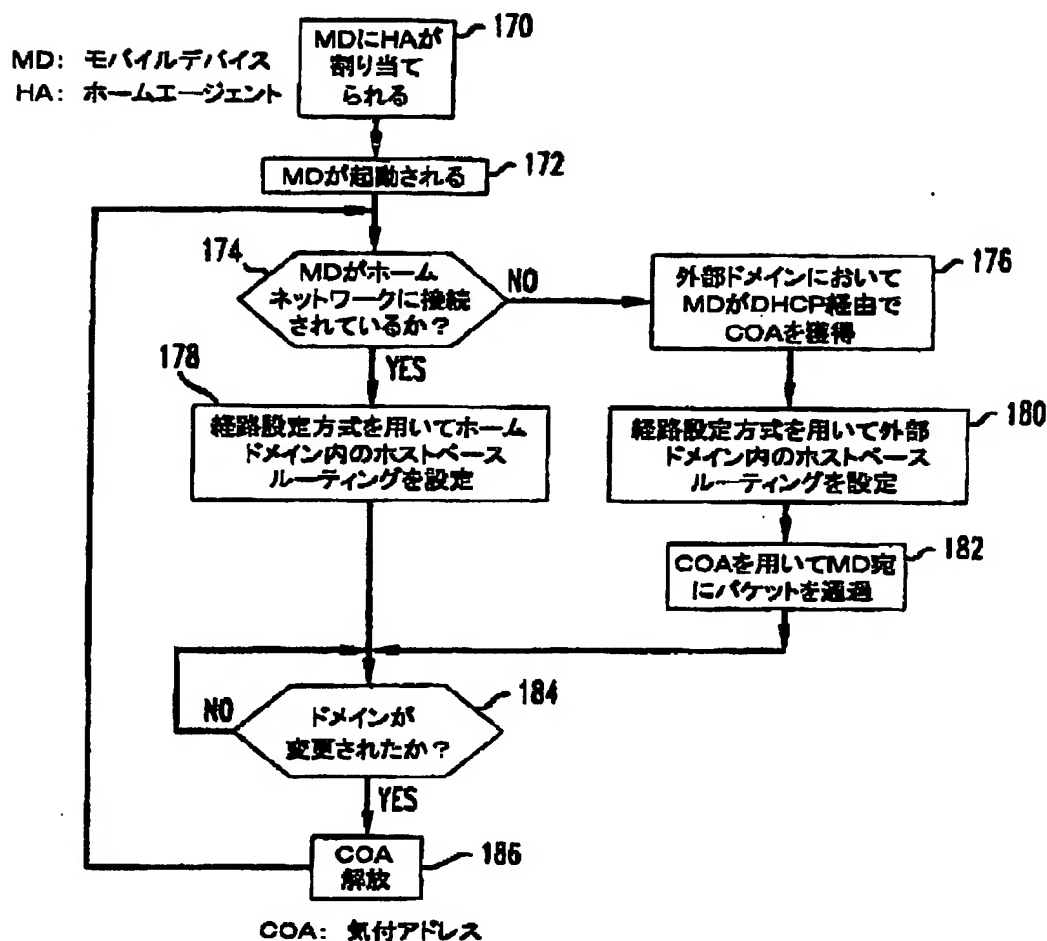 170
MDにHAが
割り当て
られる
MD: モバイルデバイス
HA: ホームエージェント
172
MDが起動される
174
MDがホーム
ネットワークに接続
されているか?
NO
176
外部ドメインにおいて
MDがDHCP経由で
COAを獲得
178
YES
経路設定方式を用いてホーム
ドメイン内のホストベース
ルーティングを設定
180
経路設定方式を用いて外部
ドメイン内のホストベース
ルーティングを設定
182
COAを用いてMD宛
にパケットを通過
184
NO
ドメインが
変更されたか?
YES
COA
解放
186
COA: 気付アドレス